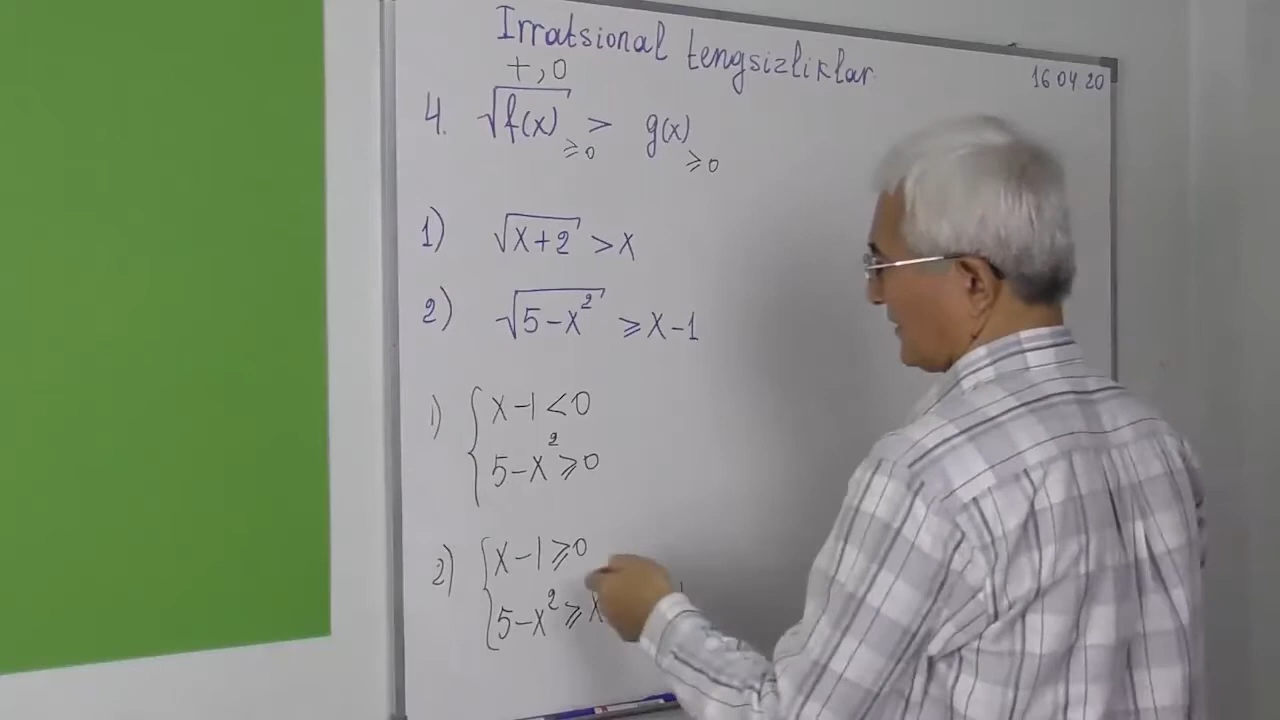 Irratsional tengsizliklar
16 04 20
+, 0
4. √f(x) ≥0 > g(x) ≥0
1) √x+2 > x
2) √5-x² ≥ x-1
1) { x-1<0
5-x² ≥0
2) { x-1≥0
5-x² ≥ x